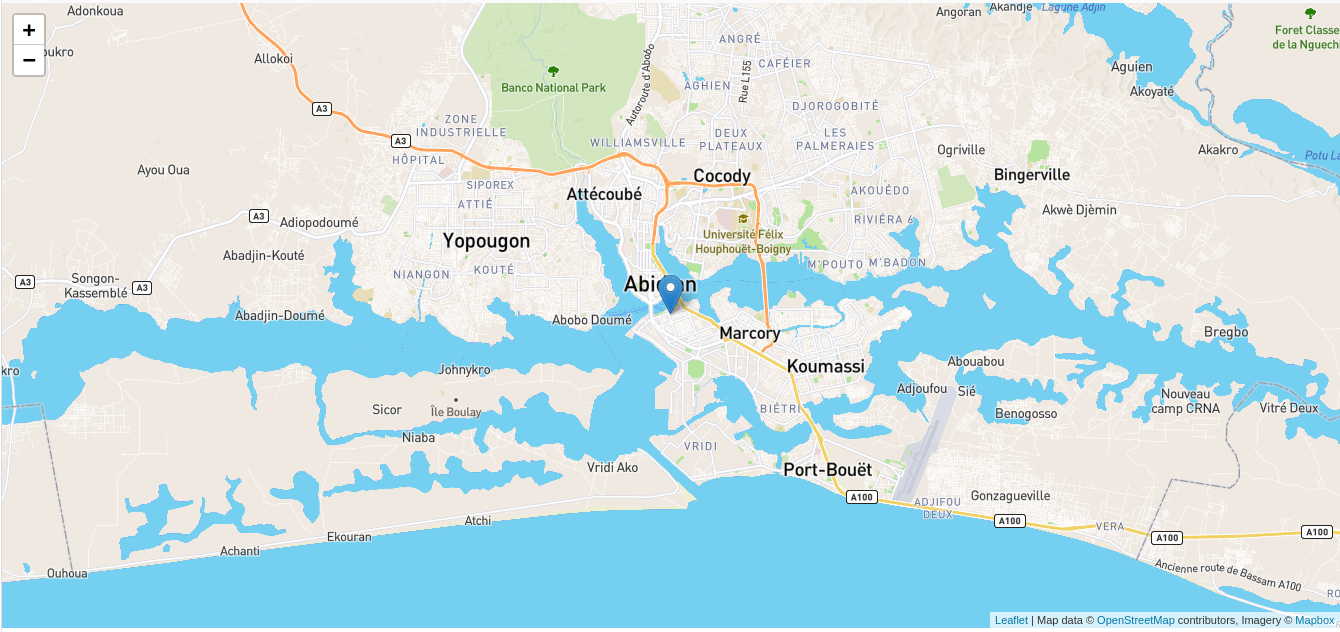 +
−
Adonkoua
Angoran
Akandje
Lagune Adjin
Foret Classe
de la Nguech
oukro
Allokoi
ANGRÉ
CAFÉIER
Aguien
Banco National Park
Autoroute d'Abobo
Rue L155
AGHIEN
Akoyaté
A3
DJOROGOBITÉ
ZONE
INDUSTRIELLE
A3
WILLIAMSVILLE
DEUX
PLATEAUX
LES
PALMERAIES
Ogriville
Akakro
Potu La
HÔPITAL
Ayou Oua
SIPOREX
Attécoubé
Cocody
Bingerville
AKOUÉDO
ATTIÉ
A3
Adiopodoumé
Akwè Djèmin
RIVIÉRA 6
Yopougon
Université Félix
Houphouët-Boigny
Abadjin-Kouté
M'POUTO
M'BADON
NIANGON
KOUTÉ
A3
Songon-
Kassemblé
A3
Abidjan
Abadjin-Doumé
Abobo Doumé
Marcory
Bregbo
kro
Johnykro
Koumassi
Abouabou
Adjoufou
Sié
Nouveau
camp CRNA
Sicor
Île Boulay
BIÉTRI
Benogosso
Vitré Deux
Niaba
VRIDI
Vridi Ako
Port-Bouët
A100
ADJIFOU
DEUX
Gonzagueville
Atchi
A100
VERA
Ekouran
A100
A100
Achanti
Ouhoua
Ancienne route de Bassam A100
RO
Leaflet | Map data © OpenStreetMap contributors, Imagery © Mapbox